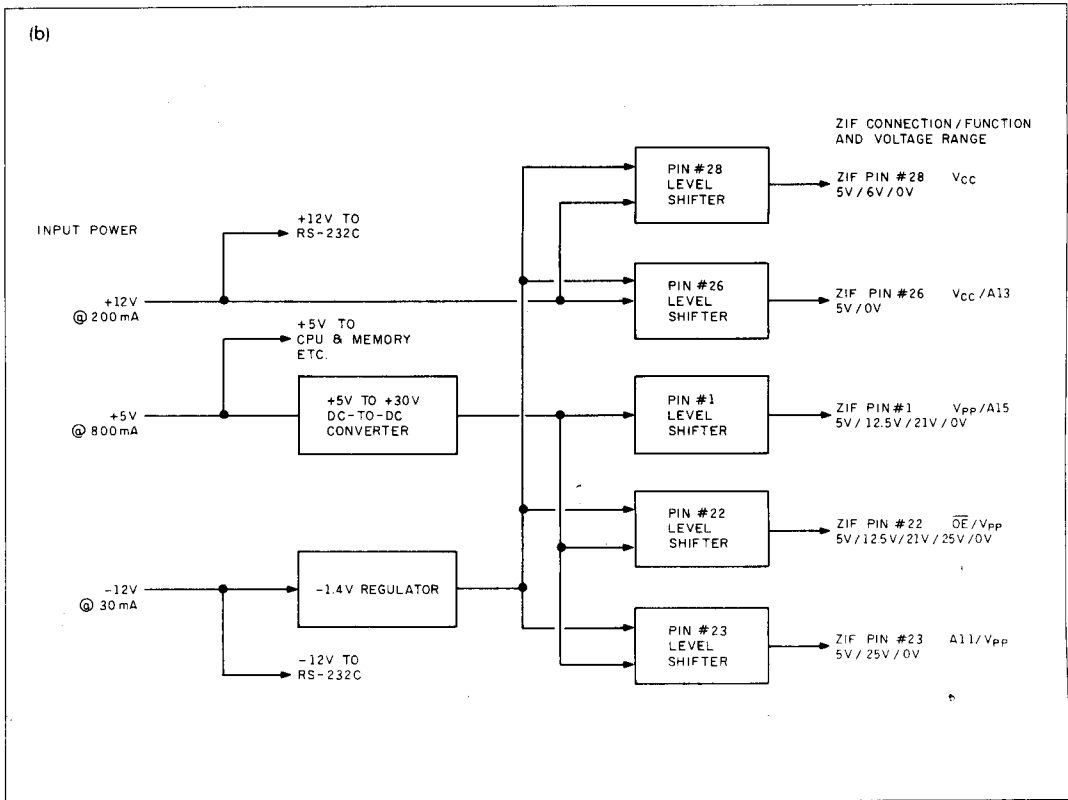 (b)
ZIF CONNECTION/FUNCTION
AND VOLTAGE RANGE
PIN #28
LEVEL
SHIFTER
ZIF PIN #28 VCC
5V/6V/0V
INPUT POWER
+12V TO
RS-232C
+12V
@ 200mA
PIN #26
LEVEL
SHIFTER
ZIF PIN #26 VCC/A13
5V/0V
+5V TO
CPU & MEMORY
ETC.
+5V
@ 800mA
+5V TO +30V
DC-TO-DC
CONVERTER
PIN #1
LEVEL
SHIFTER
ZIF PIN #1 VPP/A15
5V/12.5V/21V/0V
PIN #22
LEVEL
SHIFTER
ZIF PIN #22 O̅E̅/VPP
5V/12.5V/21V/25V/0V
-12V
@ 30mA
-1.4V REGULATOR
-12V TO
RS-232C
PIN #23
LEVEL
SHIFTER
ZIF PIN #23 A11/VPP
5V/25V/0V